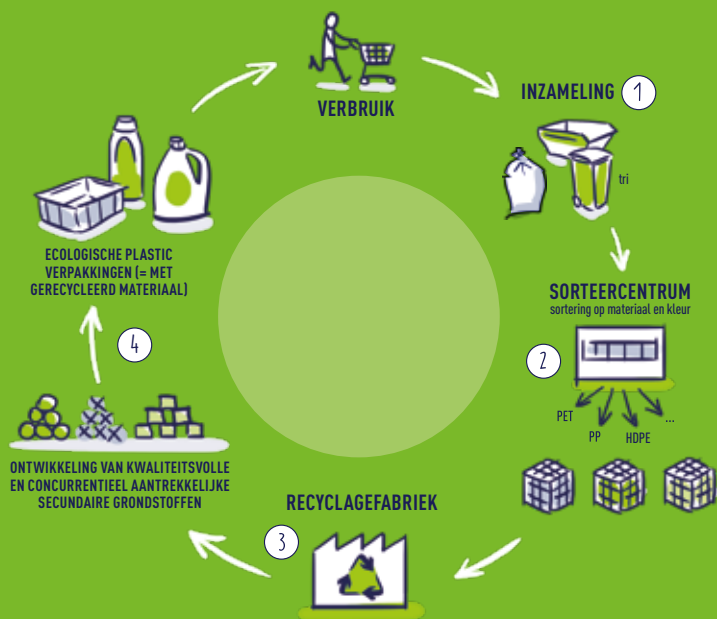 VERBRUIK
INZAMELING 1
tri
SORTEERCENTRUM
sortering op materiaal en kleur
2
PET
PP
HDPE
...
RECYCLAGEFABRIEK
3
ONTWIKKELING VAN KWALITEITSVOLLE
EN CONCURRENTIEEL AANTREKKELIJKE
SECUNDAIRE GRONDSTOFFEN
4
ECOLOGISCHE PLASTIC
VERPAKKINGEN (= MET
GERECYCLEERD MATERIAAL)